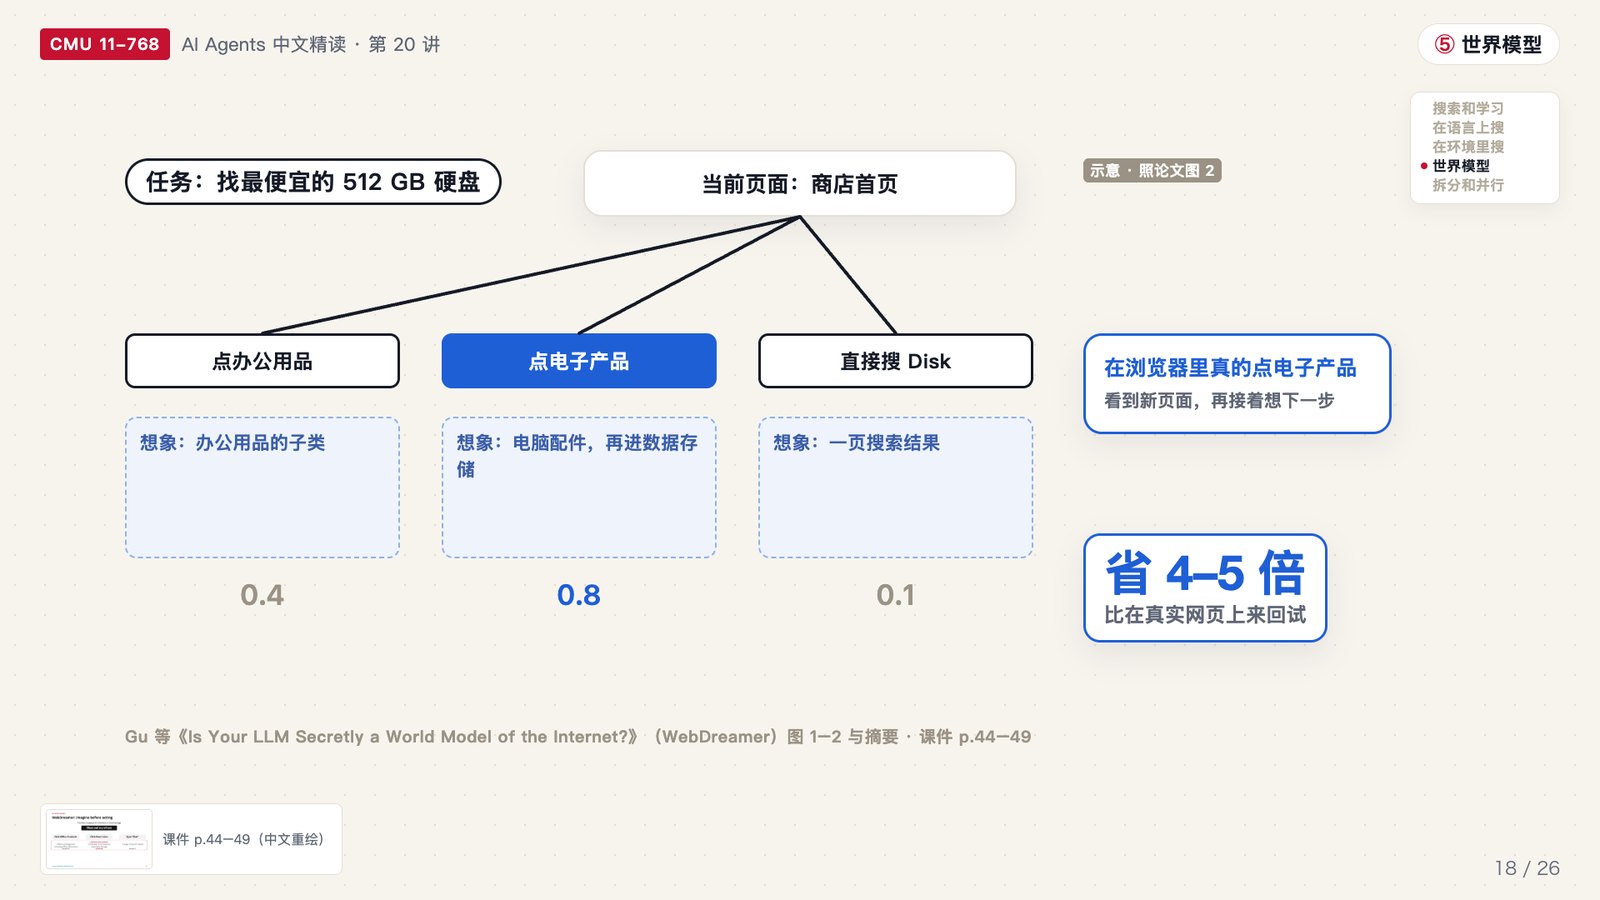 CMU 11–768 AI Agents 中文精读 · 第 20 讲
⑤ 世界模型
搜索和学习
在语言上搜
在环境里搜
世界模型
拆分和并行
任务：找最便宜的 512 GB 硬盘
当前页面：商店首页
示意 · 照论文图 2
点办公用品
点电子产品
直接搜 Disk
在浏览器里真的点电子产品
看到新页面，再接着想下一步
想象：办公用品的子类
想象：电脑配件，再进数据存
储
想象：一页搜索结果
0.4
0.8
0.1
省 4–5 倍
比在真实网页上来回试
Gu 等《Is Your LLM Secretly a World Model of the Internet?》（WebDreamer）图 1–2 与摘要 · 课件 p.44–49
WebDreamer: imagine before acting
课件 p.44–49（中文重绘）
18 / 26